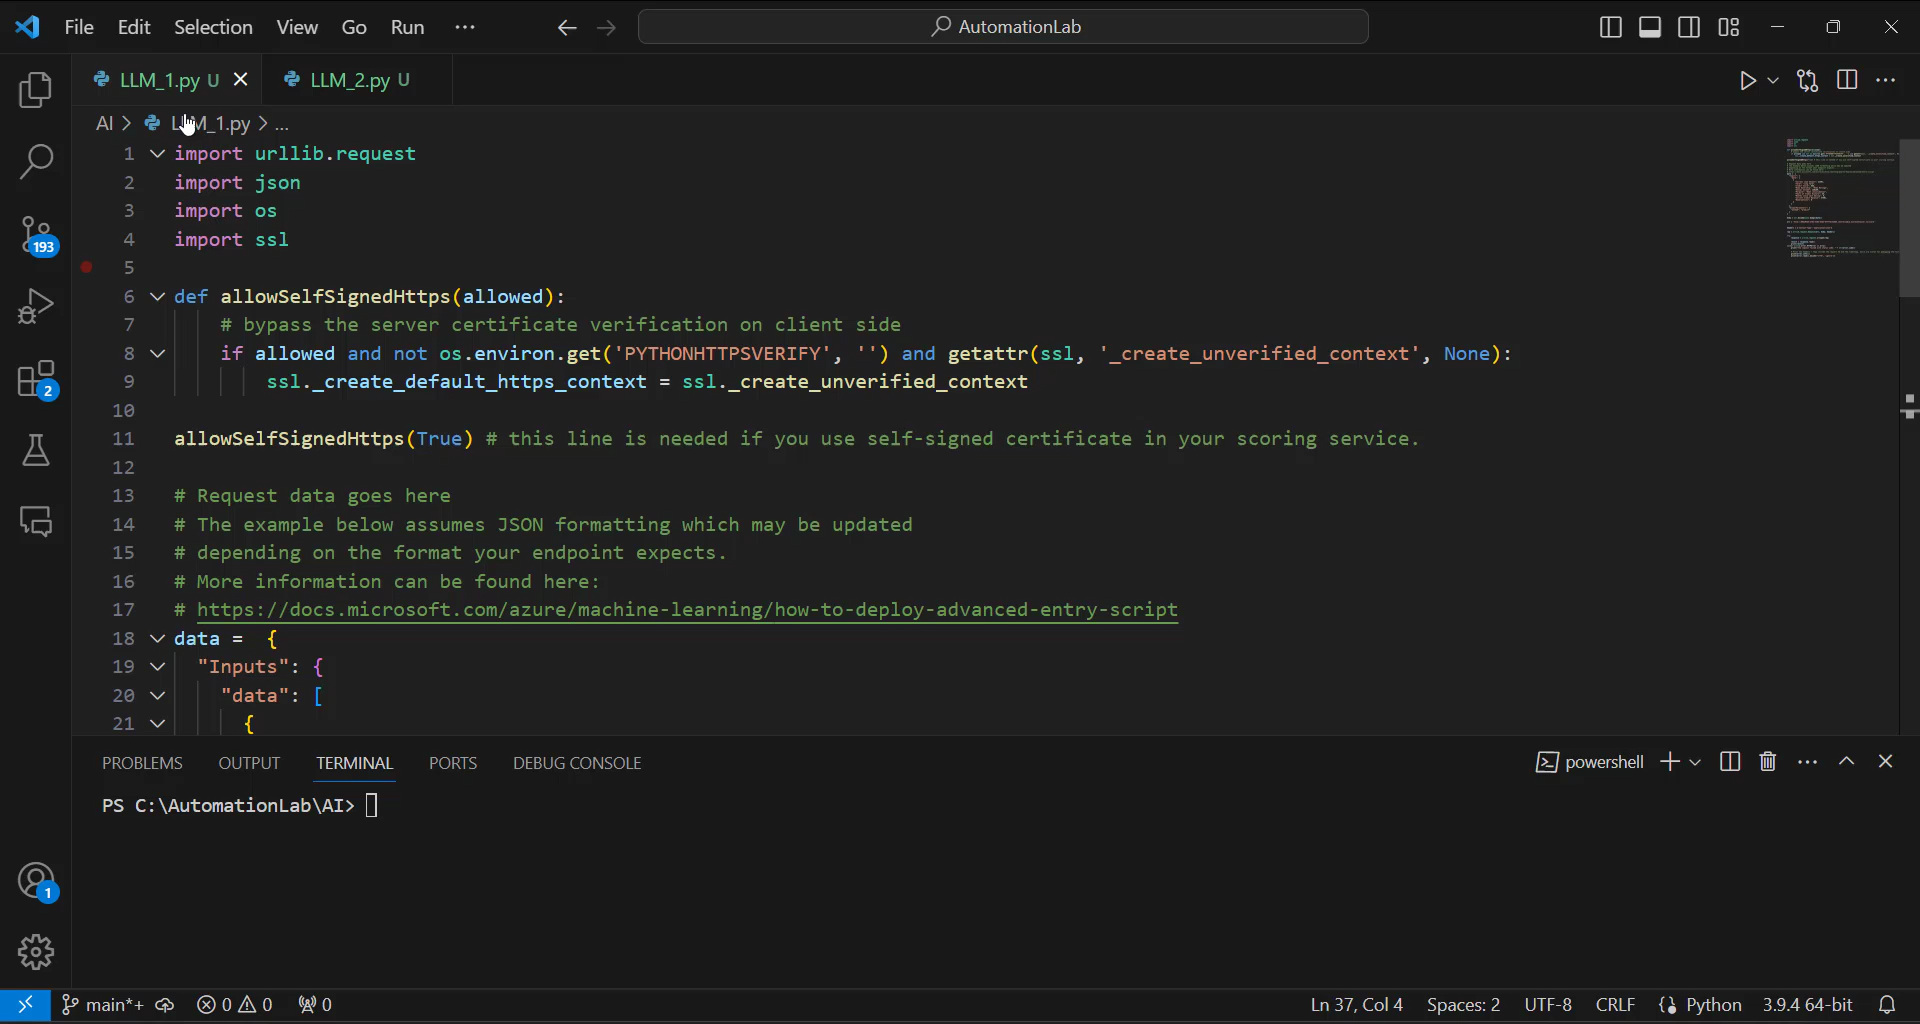 File Edit Selection View Go Run ··· AutomationLab
LLM_1.py U LLM_2.py U
AI > LLM_1.py > ...
1 import urllib.request
2 import json
3 import os
4 import ssl
5
6 def allowSelfSignedHttps(allowed):
7 # bypass the server certificate verification on client side
8 if allowed and not os.environ.get('PYTHONHTTPSVERIFY', '') and getattr(ssl, '_create_unverified_context', None):
9 ssl._create_default_https_context = ssl._create_unverified_context
10
11 allowSelfSignedHttps(True) # this line is needed if you use self-signed certificate in your scoring service.
12
13 # Request data goes here
14 # The example below assumes JSON formatting which may be updated
15 # depending on the format your endpoint expects.
16 # More information can be found here:
17 # https://docs.microsoft.com/azure/machine-learning/how-to-deploy-advanced-entry-script
18 data = {
19 "Inputs": {
20 "data": [
21 {
193
2
1
PROBLEMS OUTPUT TERMINAL PORTS DEBUG CONSOLE powershell
PS C:\AutomationLab\AI>
main*+ 0 0 0 Ln 37, Col 4 Spaces: 2 UTF-8 CRLF Python 3.9.4 64-bit